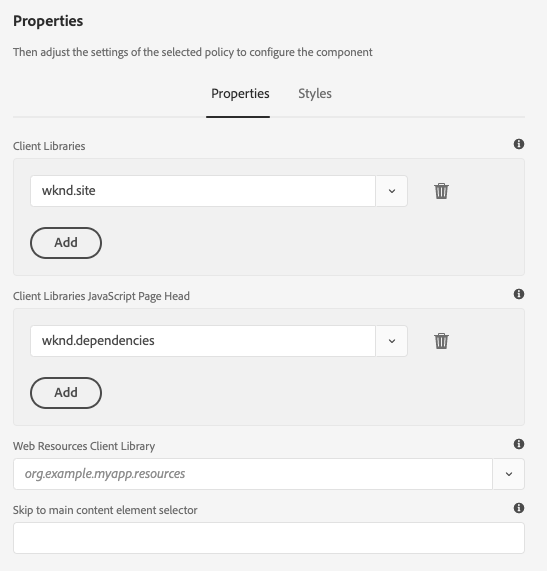 Properties
Then adjust the settings of the selected policy to configure the component
Properties Styles
Client Libraries
wknd.site
Add
Client Libraries JavaScript Page Head
wknd.dependencies
Add
Web Resources Client Library
org.example.myapp.resources
Skip to main content element selector